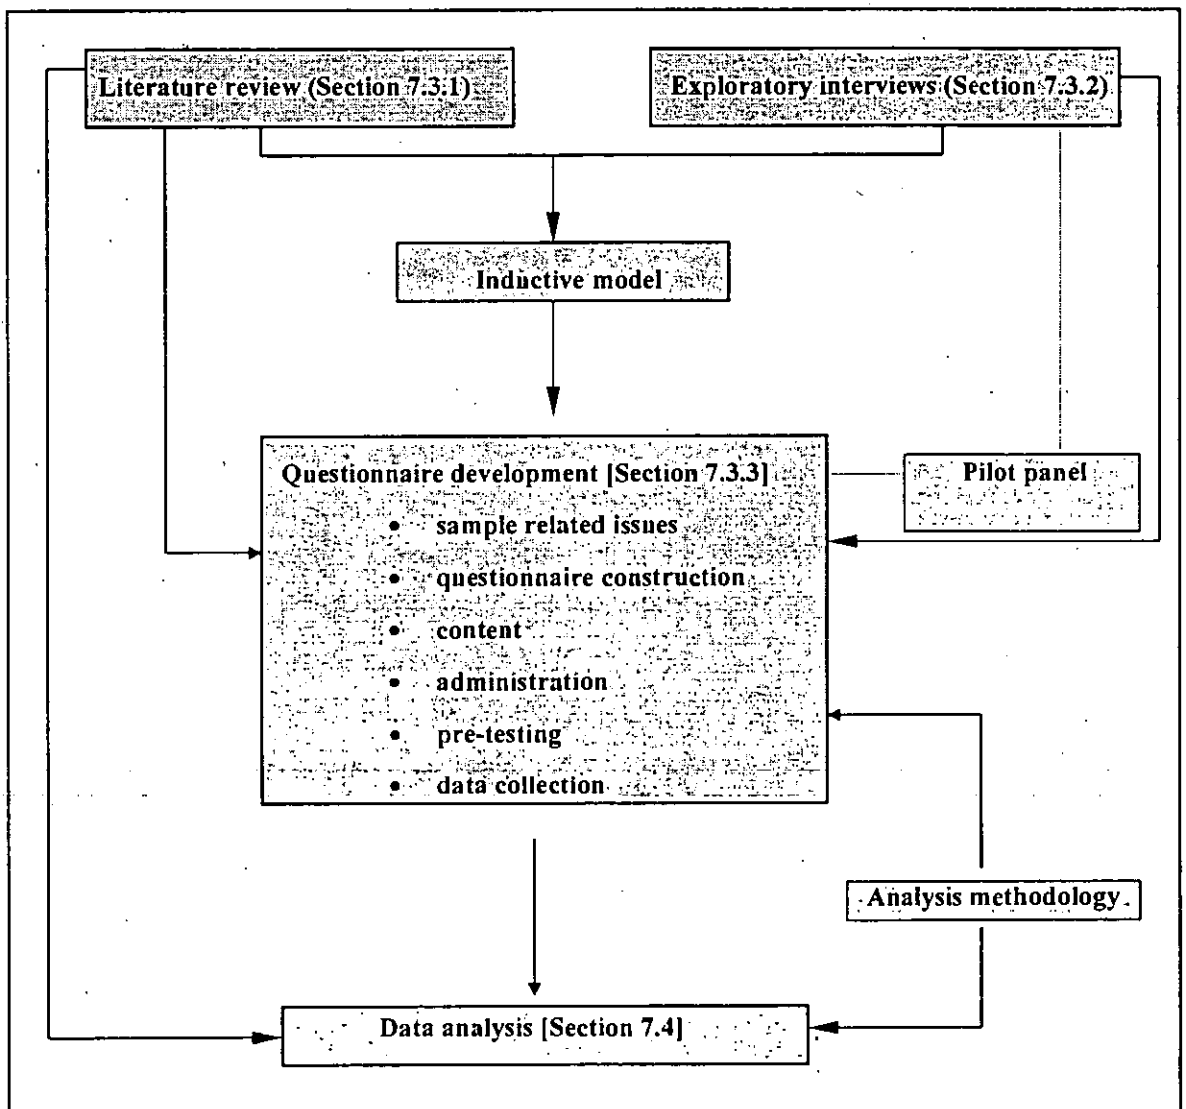 Literature review (Section 7.3.1)
Exploratory interviews (Section 7.3.2)
Inductive model
Questionnaire development [Section 7.3.3]
• sample related issues
• questionnaire construction
• content
• administration
• pre-testing
• data collection
Pilot panel
Analysis methodology
Data analysis [Section 7.4]